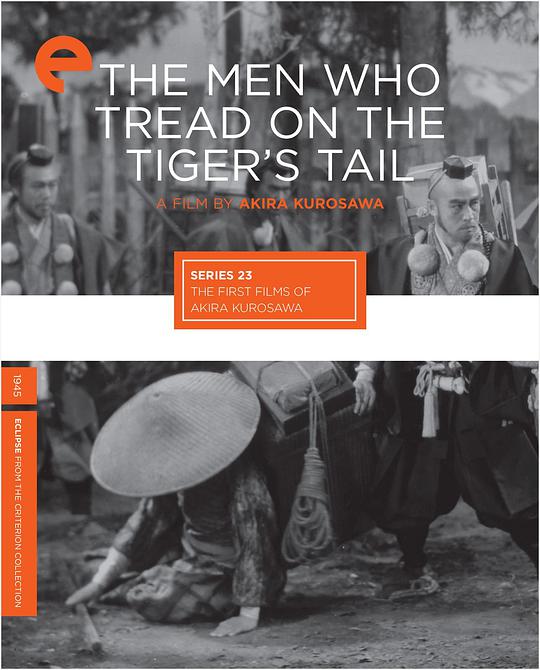 e
THE MEN WHO
TREAD ON THE
TIGER'S TAIL
A FILM BY AKIRA KUROSAWA
SERIES 23
THE FIRST FILMS OF
AKIRA KUROSAWA
1945
ECLIPSE FROM THE CRITERION COLLECTION